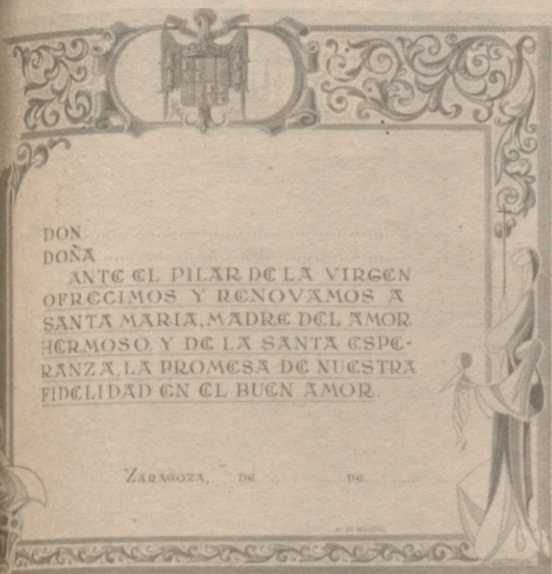 DON
DOÑA
ANTE EL PILAR DE LA VIRGEN
OFRECIMOS Y RENOVAMOS A
SANTA MARIA, MADRE DEL AMOR
HERMOSO, Y DE LA SANTA ESPE-
RANZA, LA PROMESA DE NUESTRA
FIDELIDAD EN EL BUEN AMOR.
ZARAGOZA, DE DE